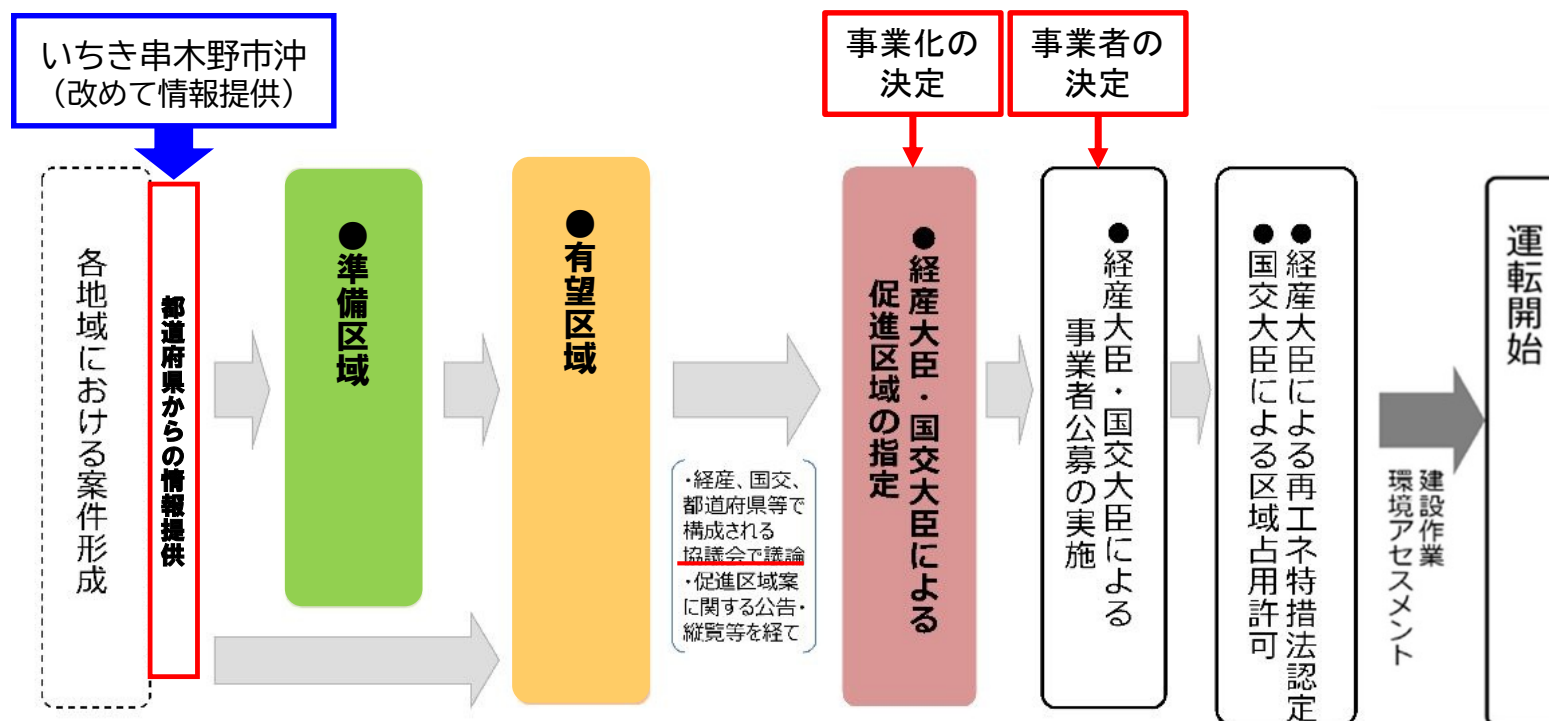 いちき串木野市沖
（改めて情報提供）
事業化の
決定
事業者の
決定
各地域における案件形成
都道府県からの情報提供
●準備区域
●有望区域
・経産、国交、
都道府県等で
構成される
協議会で議論
・促進区域案
に関する公告・
縦覧等を経て
●経産大臣・国交大臣による
促進区域の指定
●経産大臣・国交大臣による
事業者公募の実施
●経産大臣による再エネ特措法認定
●国交大臣による区域占用許可
建設作業
環境アセスメント
運転開始